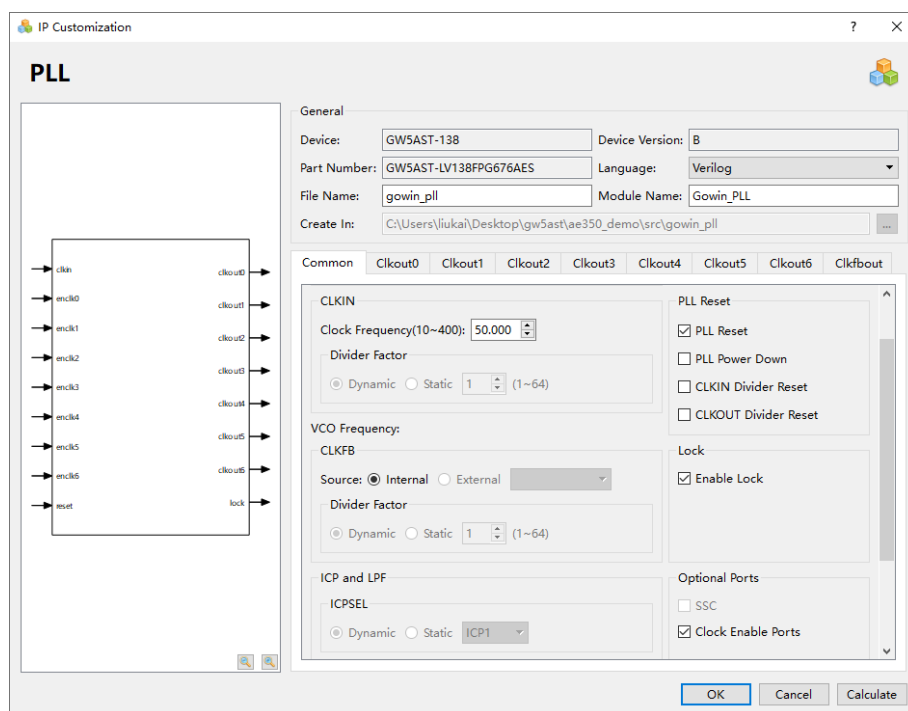 IP Customization
PLL
clkin
enclk0
enclk1
enclk2
enclk3
enclk4
enclk5
enclk6
reset
clkout0
clkout1
clkout2
clkout3
clkout4
clkout5
clkout6
lock
General
Device: GW5AST-138 Device Version: B
Part Number: GW5AST-LV138FPG676AES Language: Verilog
File Name: gowin_pll Module Name: Gowin_PLL
Create In: C:\Users\liukai\Desktop\gw5ast\ae350_demo\src\gowin_pll ...
Common Clkout0 Clkout1 Clkout2 Clkout3 Clkout4 Clkout5 Clkout6 Clkfbout
CLKIN
Clock Frequency(10~400): 50.000
Divider Factor
Dynamic Static 1 (1~64)
VCO Frequency:
CLKFB
Source: Internal External
Divider Factor
Dynamic Static 1 (1~64)
ICP and LPF
ICPSEL
Dynamic Static ICP1
PLL Reset
PLL Reset
PLL Power Down
CLKIN Divider Reset
CLKOUT Divider Reset
Lock
Enable Lock
Optional Ports
SSC
Clock Enable Ports
OK Cancel Calculate